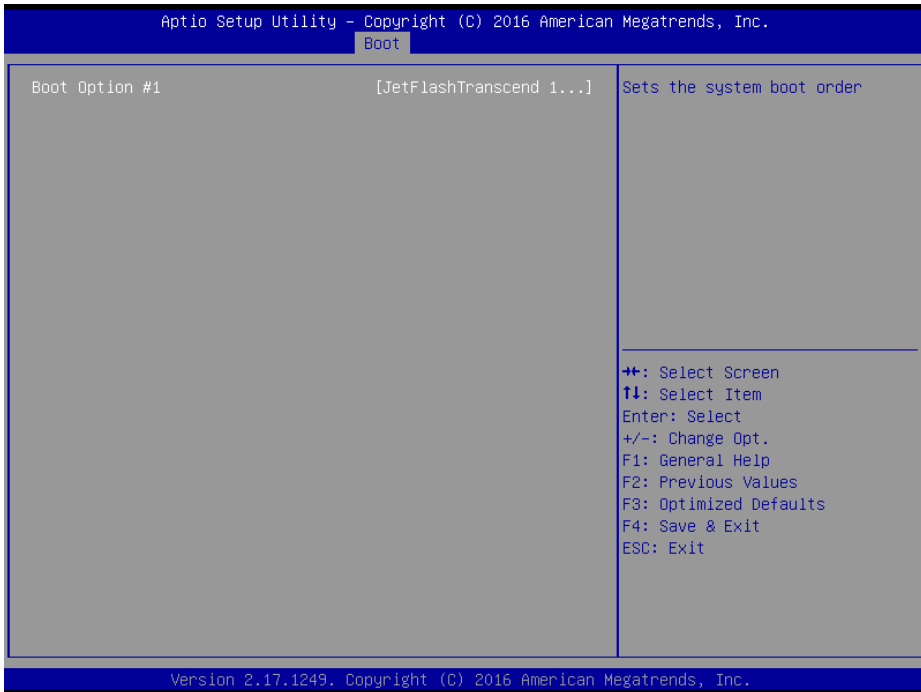 Aptio Setup Utility – Copyright (C) 2016 American Megatrends, Inc.
Boot
Boot Option #1 [JetFlashTranscend 1...]
Sets the system boot order
→←: Select Screen
↑↓: Select Item
Enter: Select
+/-: Change Opt.
F1: General Help
F2: Previous Values
F3: Optimized Defaults
F4: Save & Exit
ESC: Exit
Version 2.17.1249. Copyright (C) 2016 American Megatrends, Inc.